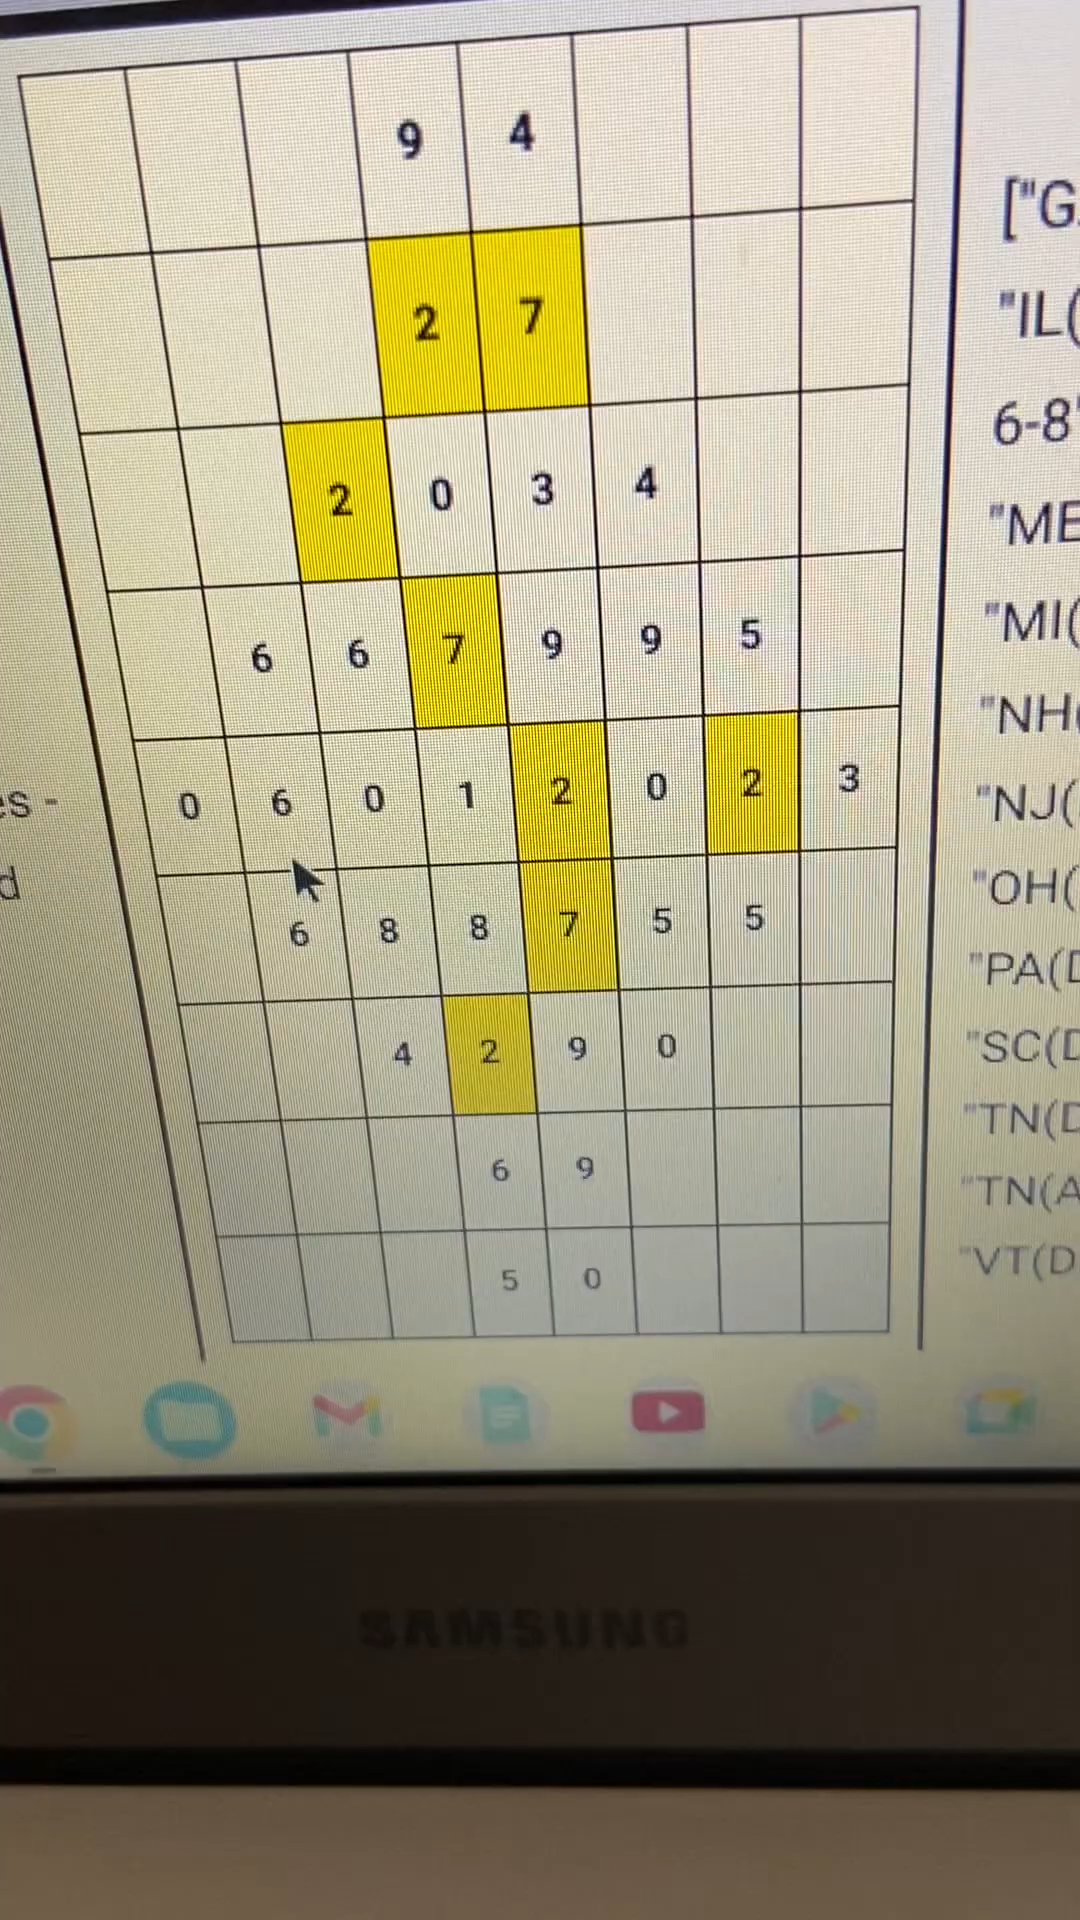 9 4
2 7
2 0 3 4
6 6 7 9 9 5
0 6 0 1 2 0 2 3
6 8 8 7 5 5
4 2 9 0
6 9
5 0
es -
d
["G
"IL(
6-8"
"ME
"MI(
"NH(
"NJ(
"OH(
"PA(D
"SC(D
"TN(D
"TN(A
"VT(D
SAMSUNG